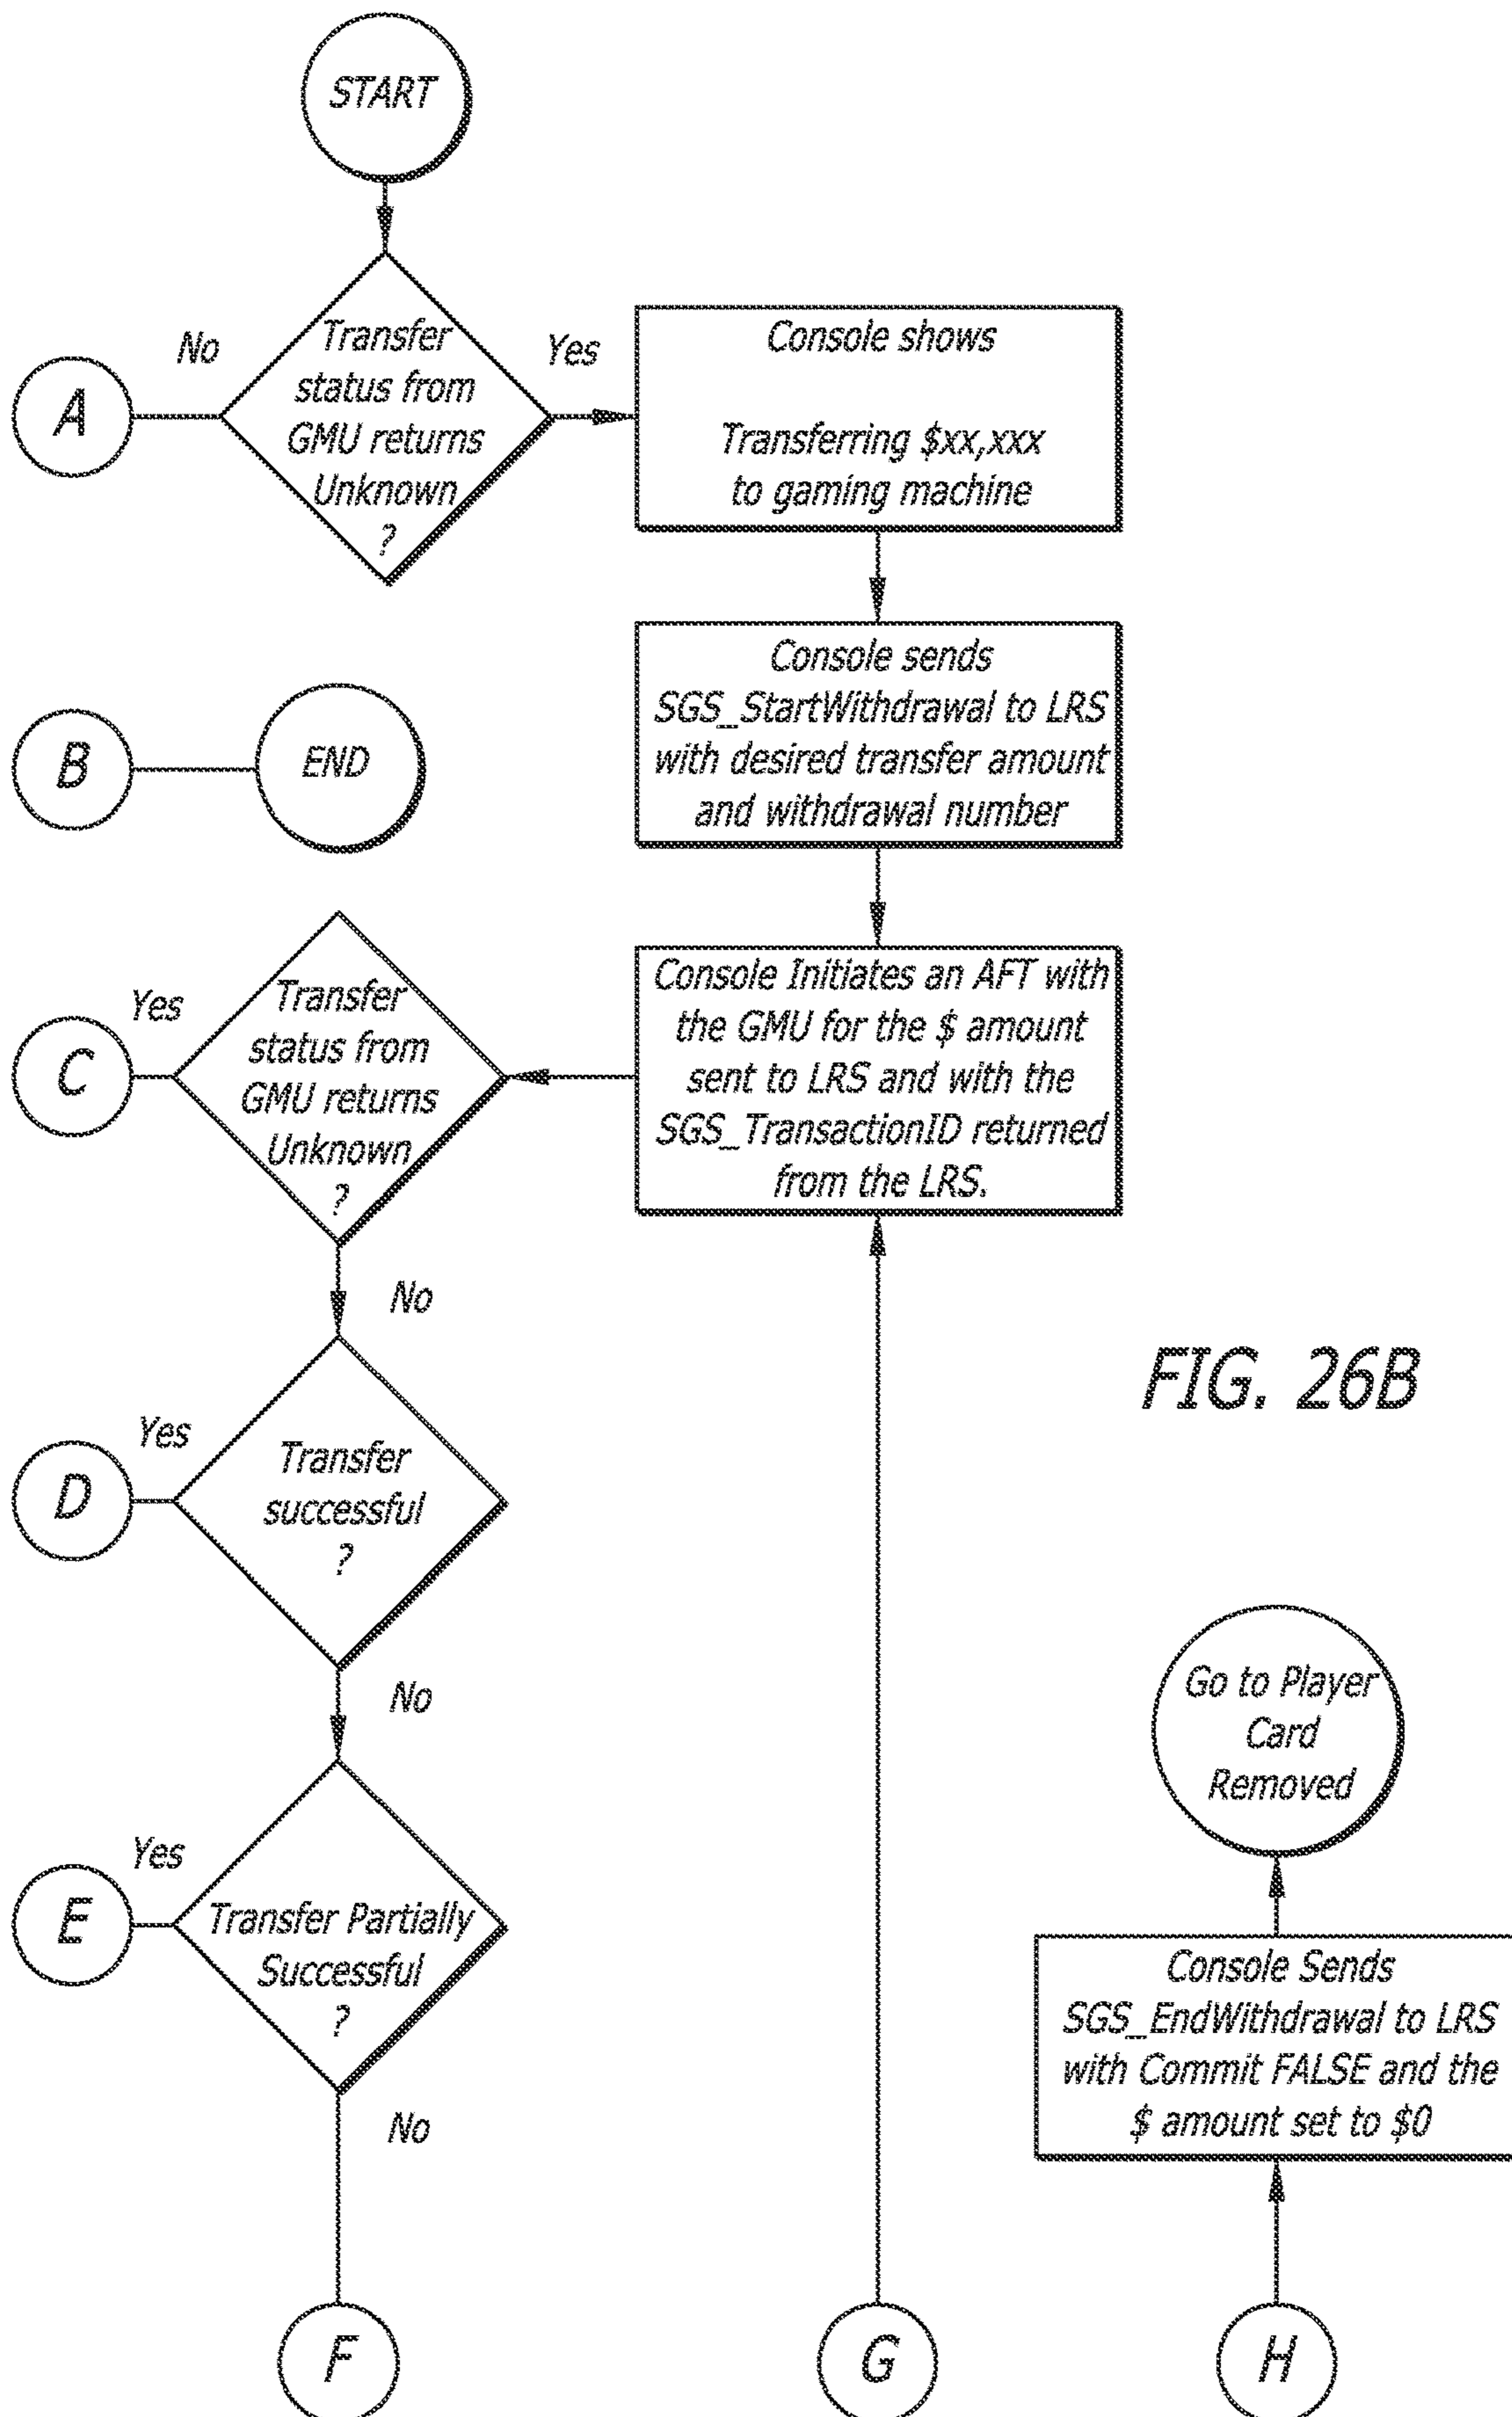 START
No
Yes
A
Transfer
status from
GMU returns
Unknown
?
Console shows
Transferring $xx,xxx
to gaming machine
Console sends
SGS_StartWithdrawal to LRS
with desired transfer amount
and withdrawal number
B
END
Console Initiates an AFT with
the GMU for the $ amount
sent to LRS and with the
SGS_TransactionID returned
from the LRS.
Yes
C
Transfer
status from
GMU returns
Unknown
?
No
FIG. 26B
Yes
D
Transfer
successful
?
No
Yes
E
Transfer Partially
Successful
?
No
Go to Player
Card
Removed
Console Sends
SGS_EndWithdrawal to LRS
with Commit FALSE and the
$ amount set to $0
F
G
H